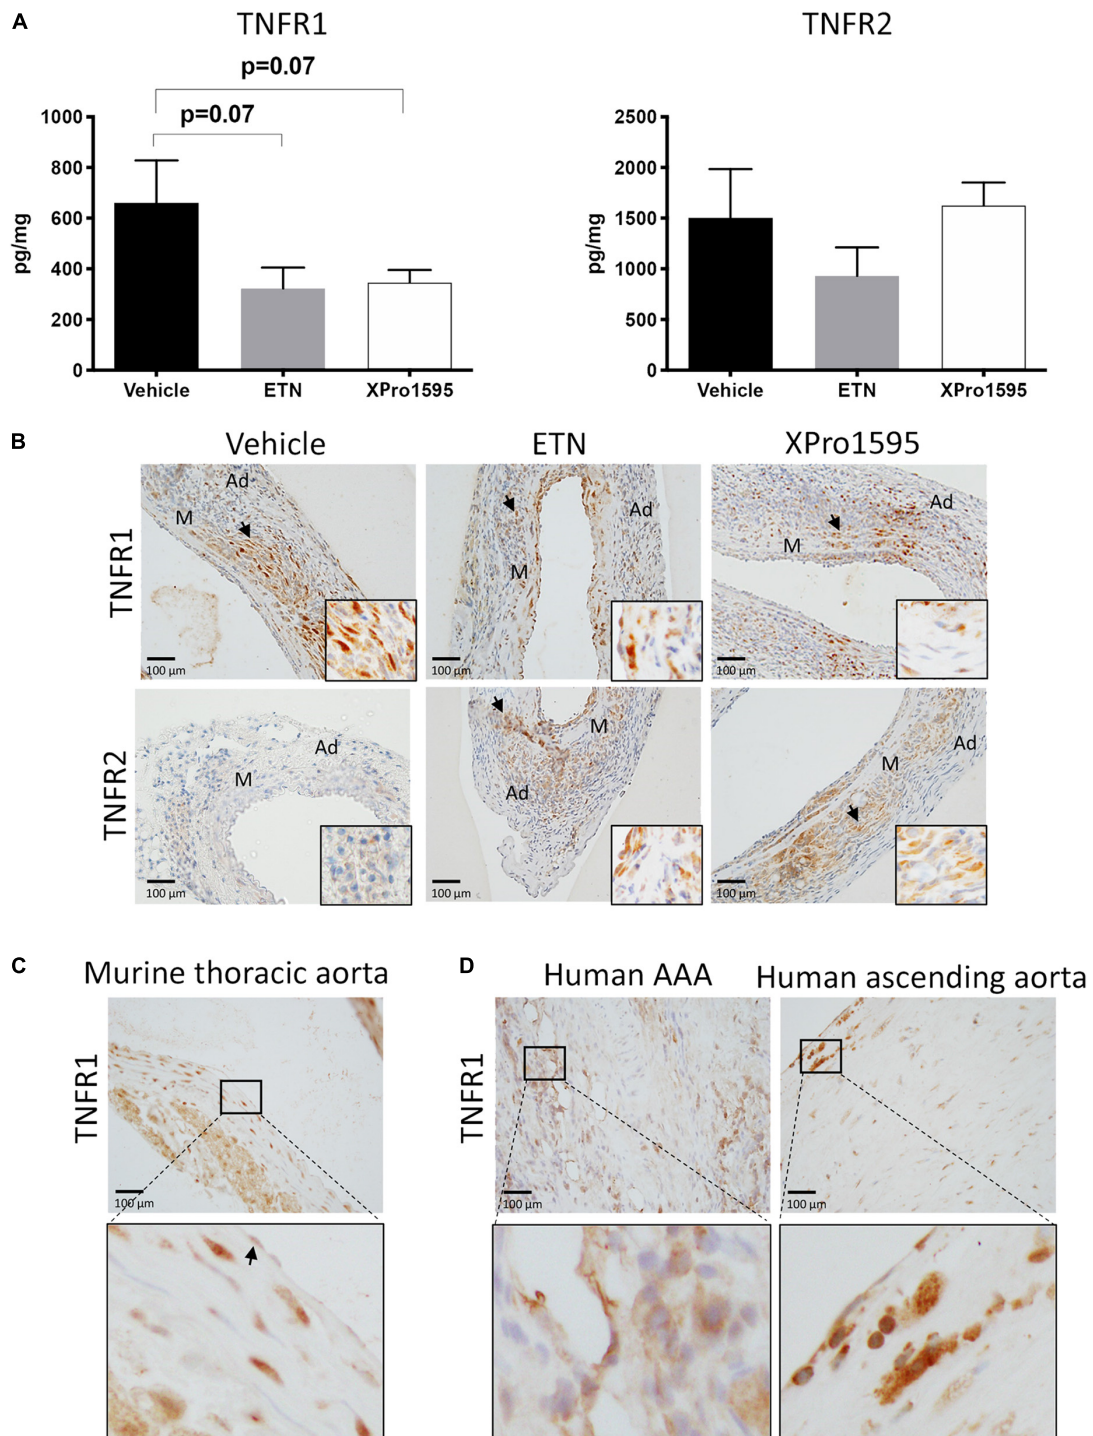 A
TNFR1
TNFR2
p=0.07
p=0.07
1000
800
600
400
200
0
pg/mg
Vehicle
ETN
XPro1595
2500
2000
1500
1000
500
0
pg/mg
Vehicle
ETN
XPro1595
B
Vehicle
ETN
XPro1595
TNFR1
Ad
M
100 µm
Ad
M
100 µm
Ad
M
100 µm
TNFR2
Ad
M
100 µm
M
Ad
100 µm
Ad
M
100 µm
C
Murine thoracic aorta
TNFR1
100 µm
D
Human AAA
Human ascending aorta
TNFR1
100 µm
100 µm